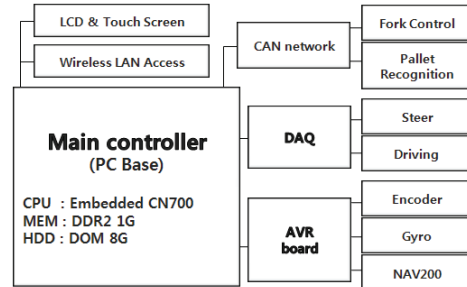 LCD & Touch Screen
Wireless LAN Access
Main controller
(PC Base)
CPU : Embedded CN700
MEM : DDR2 1G
HDD : DOM 8G
CAN network
Fork Control
Pallet
Recognition
DAQ
Steer
Driving
AVR
board
Encoder
Gyro
NAV200